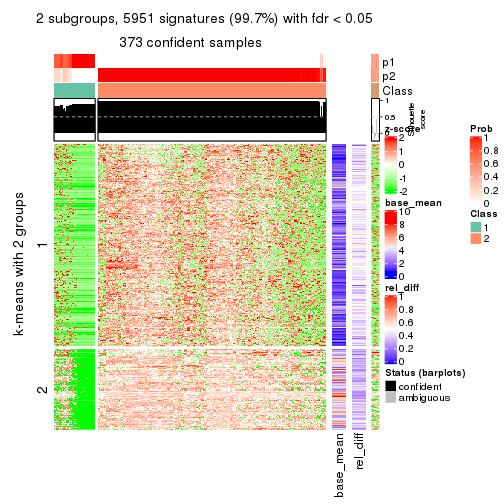 2 subgroups, 5951 signatures (99.7%) with fdr < 0.05
373 confident samples
p1
p2
Class
1
0.5
0
Silhouette
score
k-means with 2 groups
1
2
base_mean
rel_diff
z-score
2
1
0
-1
-2
base_mean
10
8
6
4
2
0
rel_diff
1
0.8
0.6
0.4
0.2
0
Status (barplots)
confident
ambiguous
Prob
1
0.8
0.6
0.4
0.2
0
Class
1
2